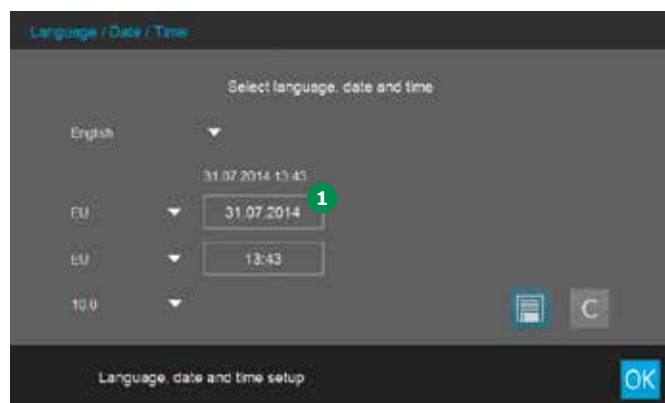 Language / Date / Time
Select language, date and time
English
31.07.2014 13:43
1
EU 31.07.2014
EU 13:43
10.0
C
Language, date and time setup
OK